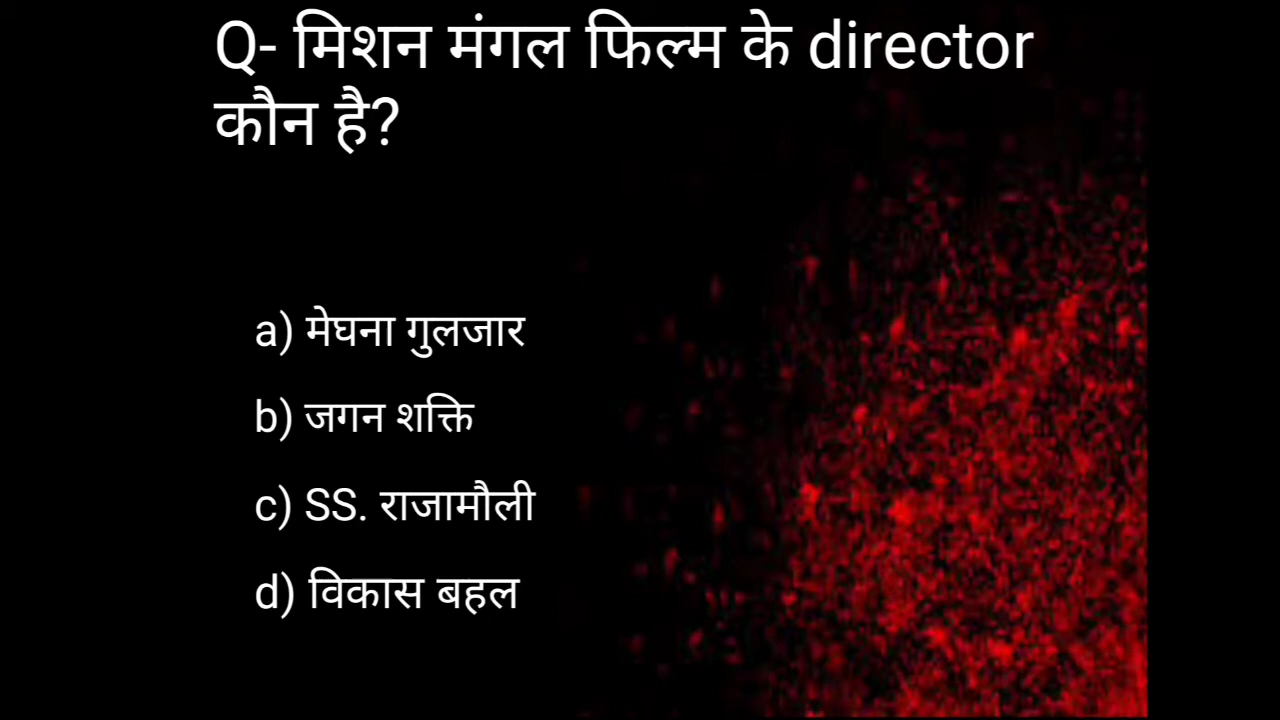 Q- मिशन मंगल फिल्म के director
कौन है?
a) मेघना गुलजार
b) जगन शक्ति
c) SS. राजामौली
d) विकास बहल